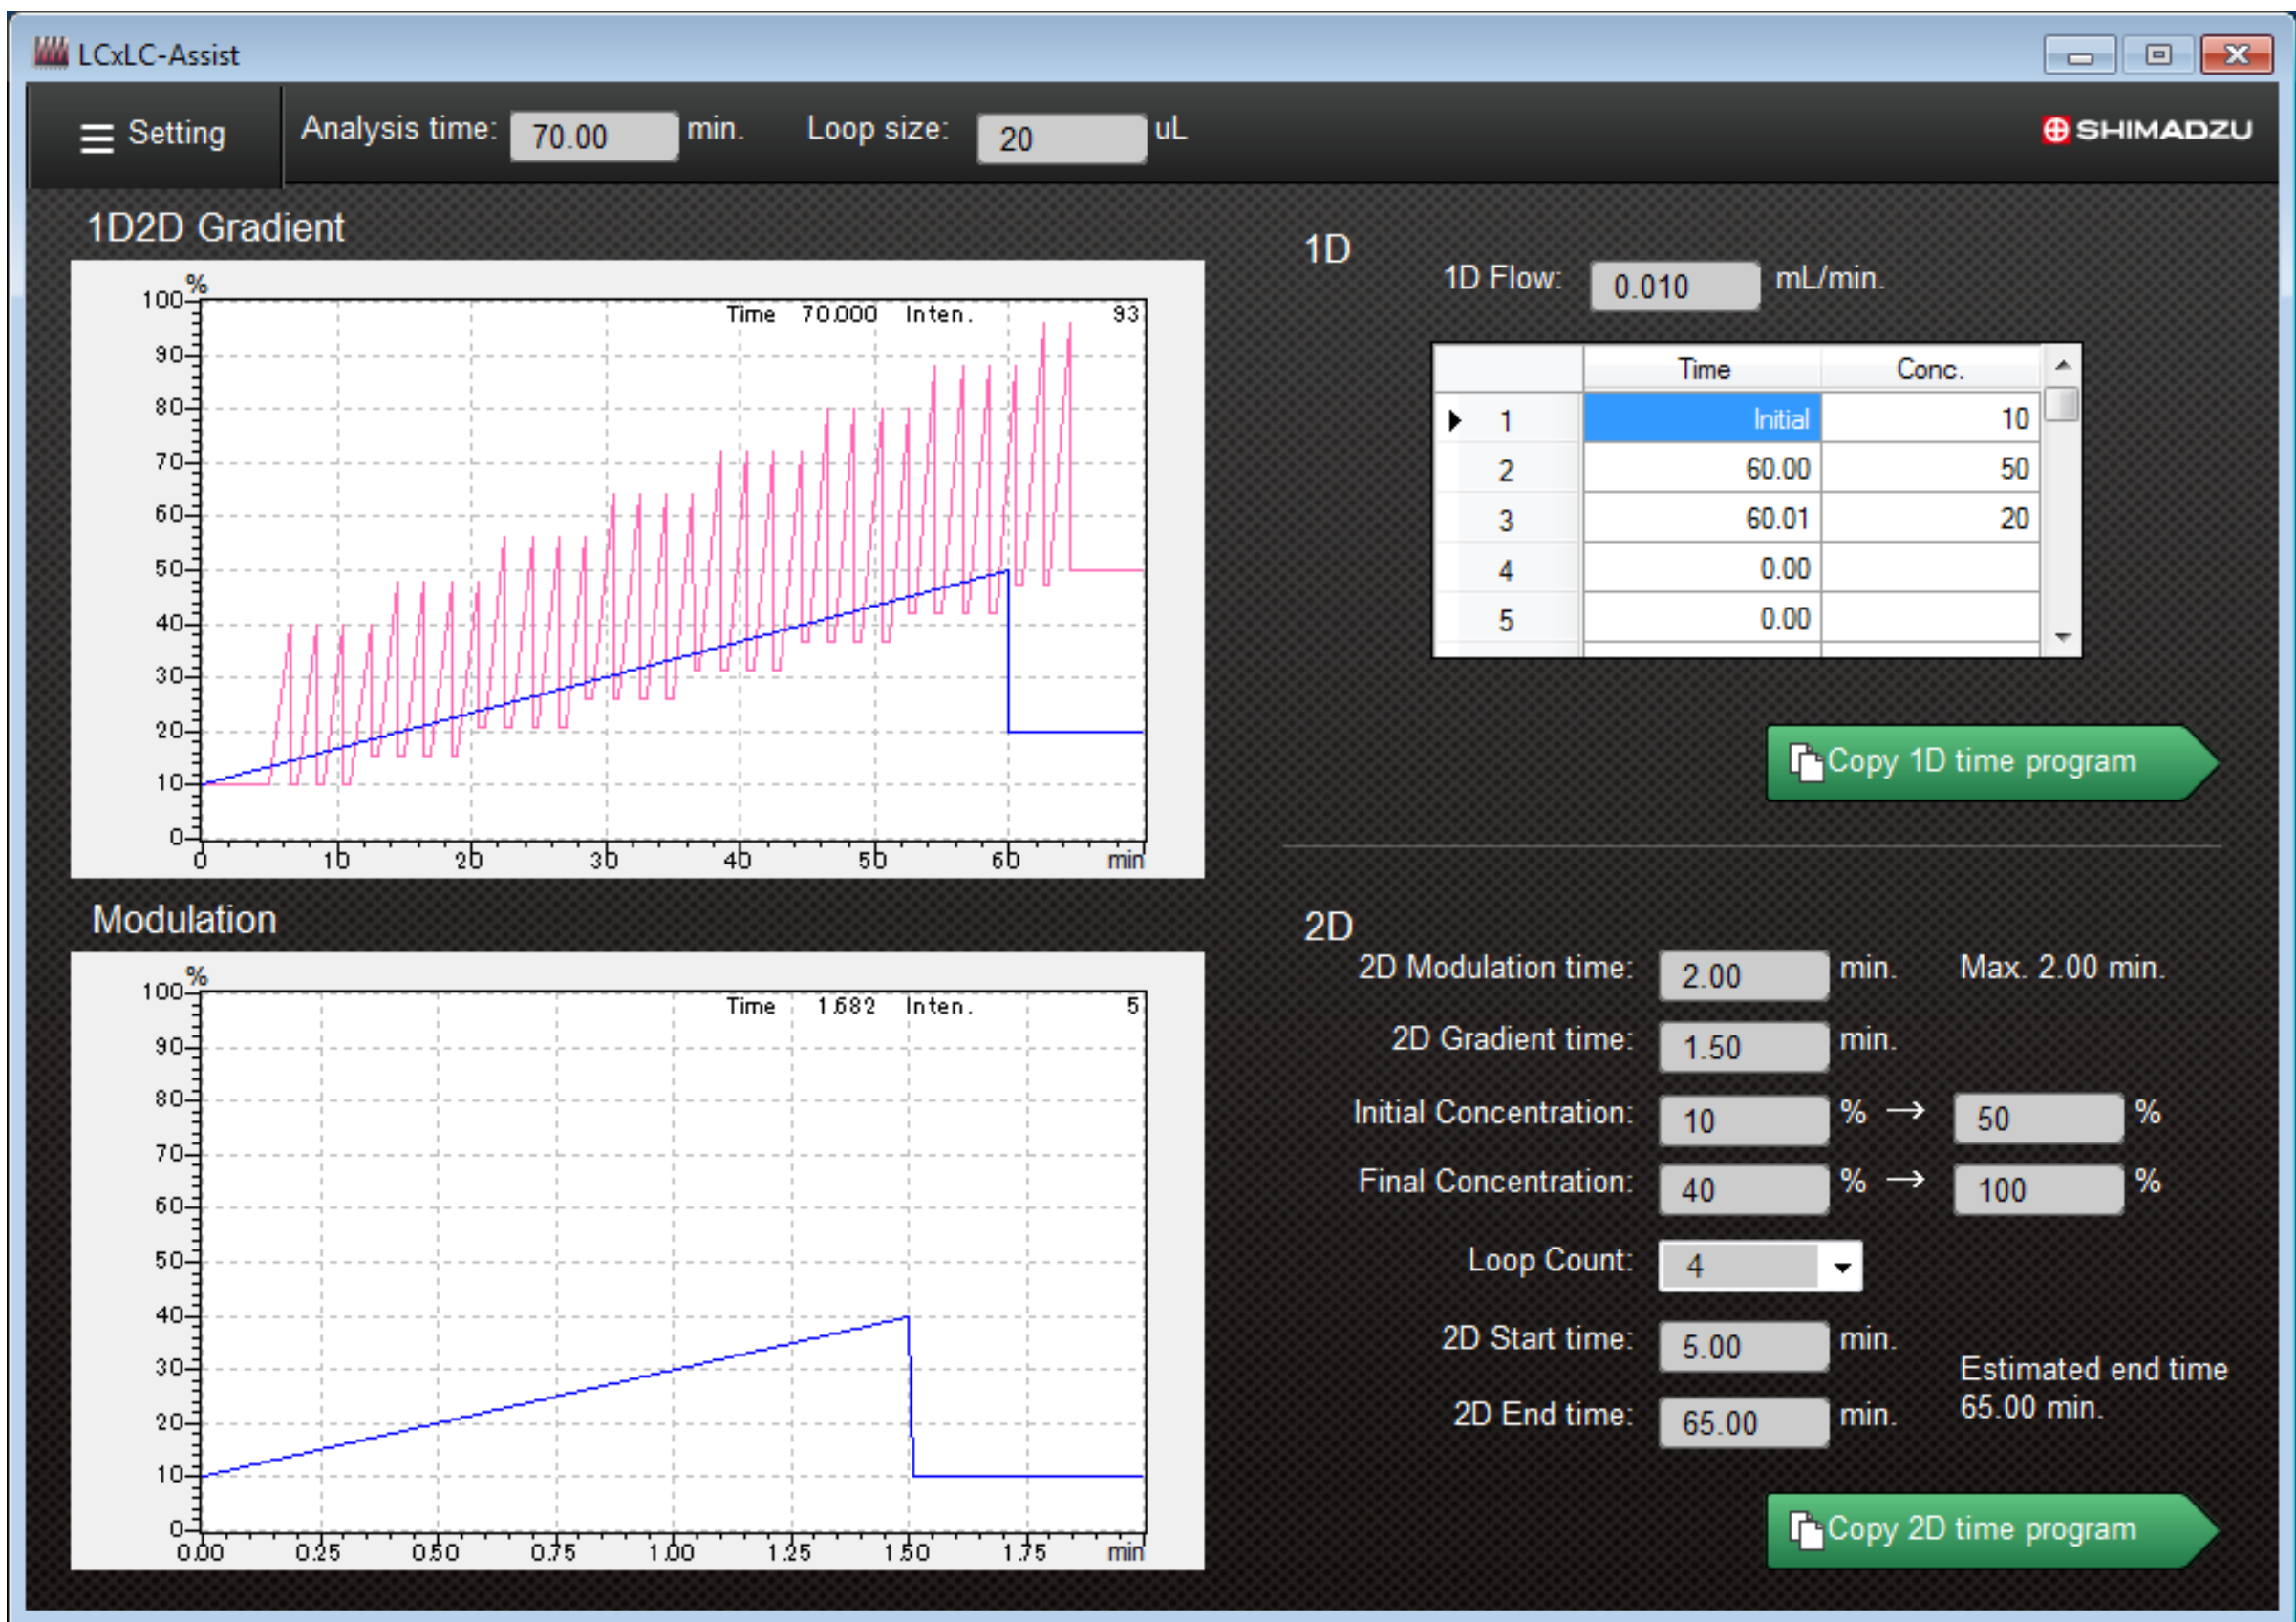 LCxLC-Assist
Setting
Analysis time: 70.00 min. Loop size: 20 uL
SHIMADZU
1D2D Gradient
%
Time 70.000 Inten. 93
100
90
80
70
60
50
40
30
20
10
0
0 10 20 30 40 50 60 min
1D
1D Flow: 0.010 mL/min.
Time Conc.
1 Initial 10
2 60.00 50
3 60.01 20
4 0.00
5 0.00
Copy 1D time program
Modulation
%
Time 1.682 Inten. 5
100
90
80
70
60
50
40
30
20
10
0
0.00 0.25 0.50 0.75 1.00 1.25 1.50 1.75 min
2D
2D Modulation time: 2.00 min. Max. 2.00 min.
2D Gradient time: 1.50 min.
Initial Concentration: 10 % → 50 %
Final Concentration: 40 % → 100 %
Loop Count: 4
2D Start time: 5.00 min.
2D End time: 65.00 min.
Estimated end time
65.00 min.
Copy 2D time program